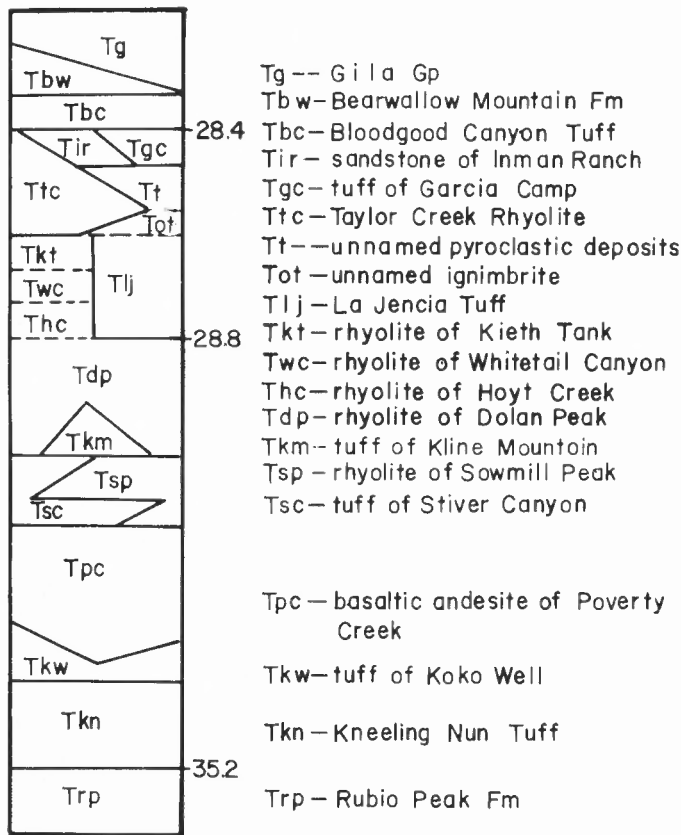 Tg
Tbw
Tbc
28.4
Tir
Tgc
Ttc
Tt
Tot
Tkt
Twc
Tlj
Thc
28.8
Tdp
Tkm
Tsp
Tsc
Tpc
Tkw
Tkn
35.2
Trp
Tg-- Gila Gp
Tbw—Bearwallow Mountain Fm
Tbc—Bloodgood Canyon Tuff
Tir— sandstone of Inman Ranch
Tgc—tuff of Garcia Camp
Ttc—Taylor Creek Rhyolite
Tt-—unnamed pyroclastic deposits
Tot—unnamed ignimbrite
Tlj—La Jencia Tuff
Tkt—rhyolite of Kieth Tank
Twc—rhyolite of Whitetail Canyon
Thc—rhyolite of Hoyt Creek
Tdp—rhyolite of Dolan Peak
Tkm—tuff of Kline Mountain
Tsp—rhyolite of Sowmill Peak
Tsc—tuff of Stiver Canyon
Tpc—basaltic andesite of Poverty
Creek
Tkw—tuff of Koko Well
Tkn—Kneeling Nun Tuff
Trp—Rubio Peak Fm